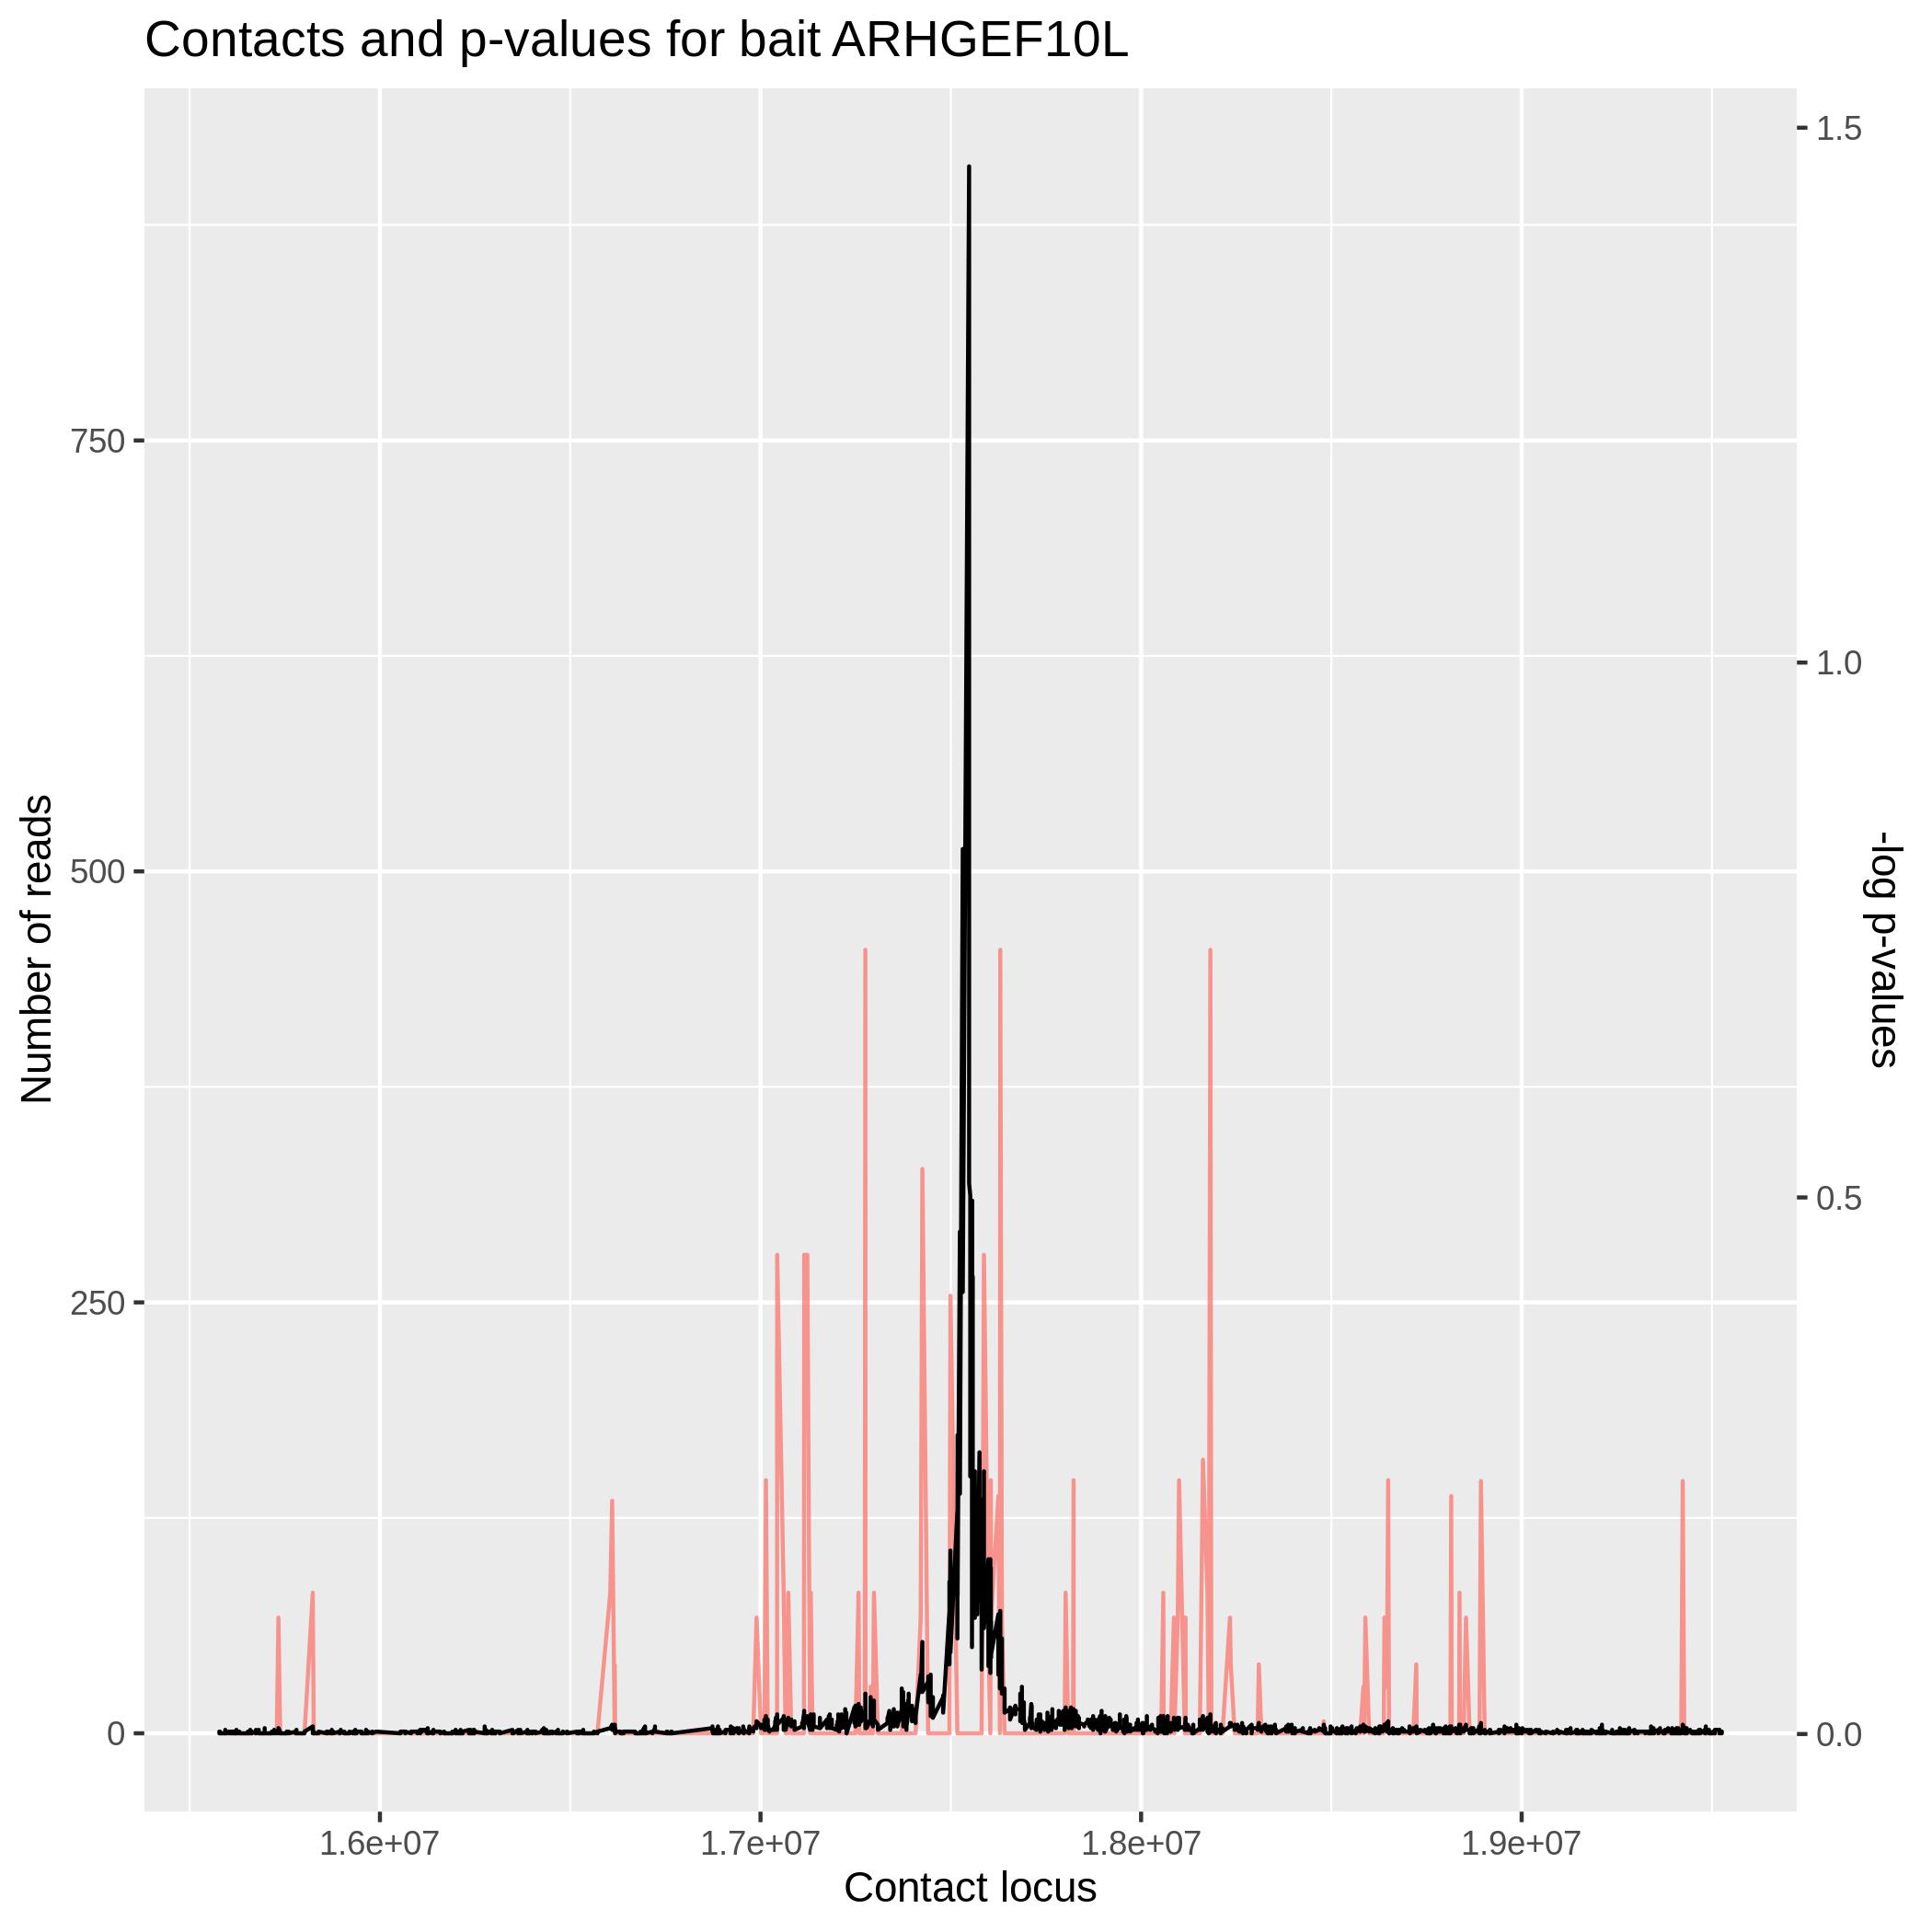 Contacts and p-values for bait ARHGEF10L
Number of reads
750
500
250
0
1.5
1.0
0.5
0.0
-log p-values
1.6e+07
1.7e+07
1.8e+07
1.9e+07
Contact locus